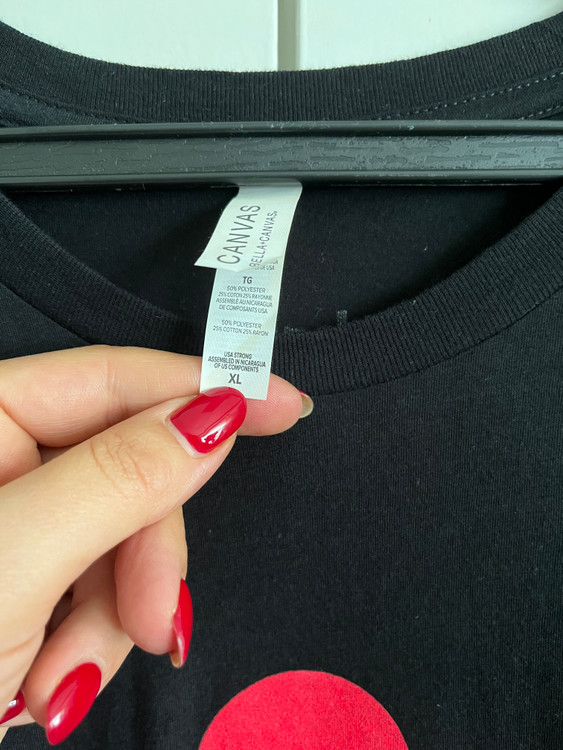 CANVAS
BELLA+CANVAS®
TG
50% POLYESTER
25% COTON 25% RAYONNE
ASSEMBLÉ AU NICARAGUA
DE COMPOSANTS USA
50% POLYESTER
25% COTTON 25% RAYON
USA STRONG
ASSEMBLED IN NICARAGUA
OF US COMPONENTS
XL